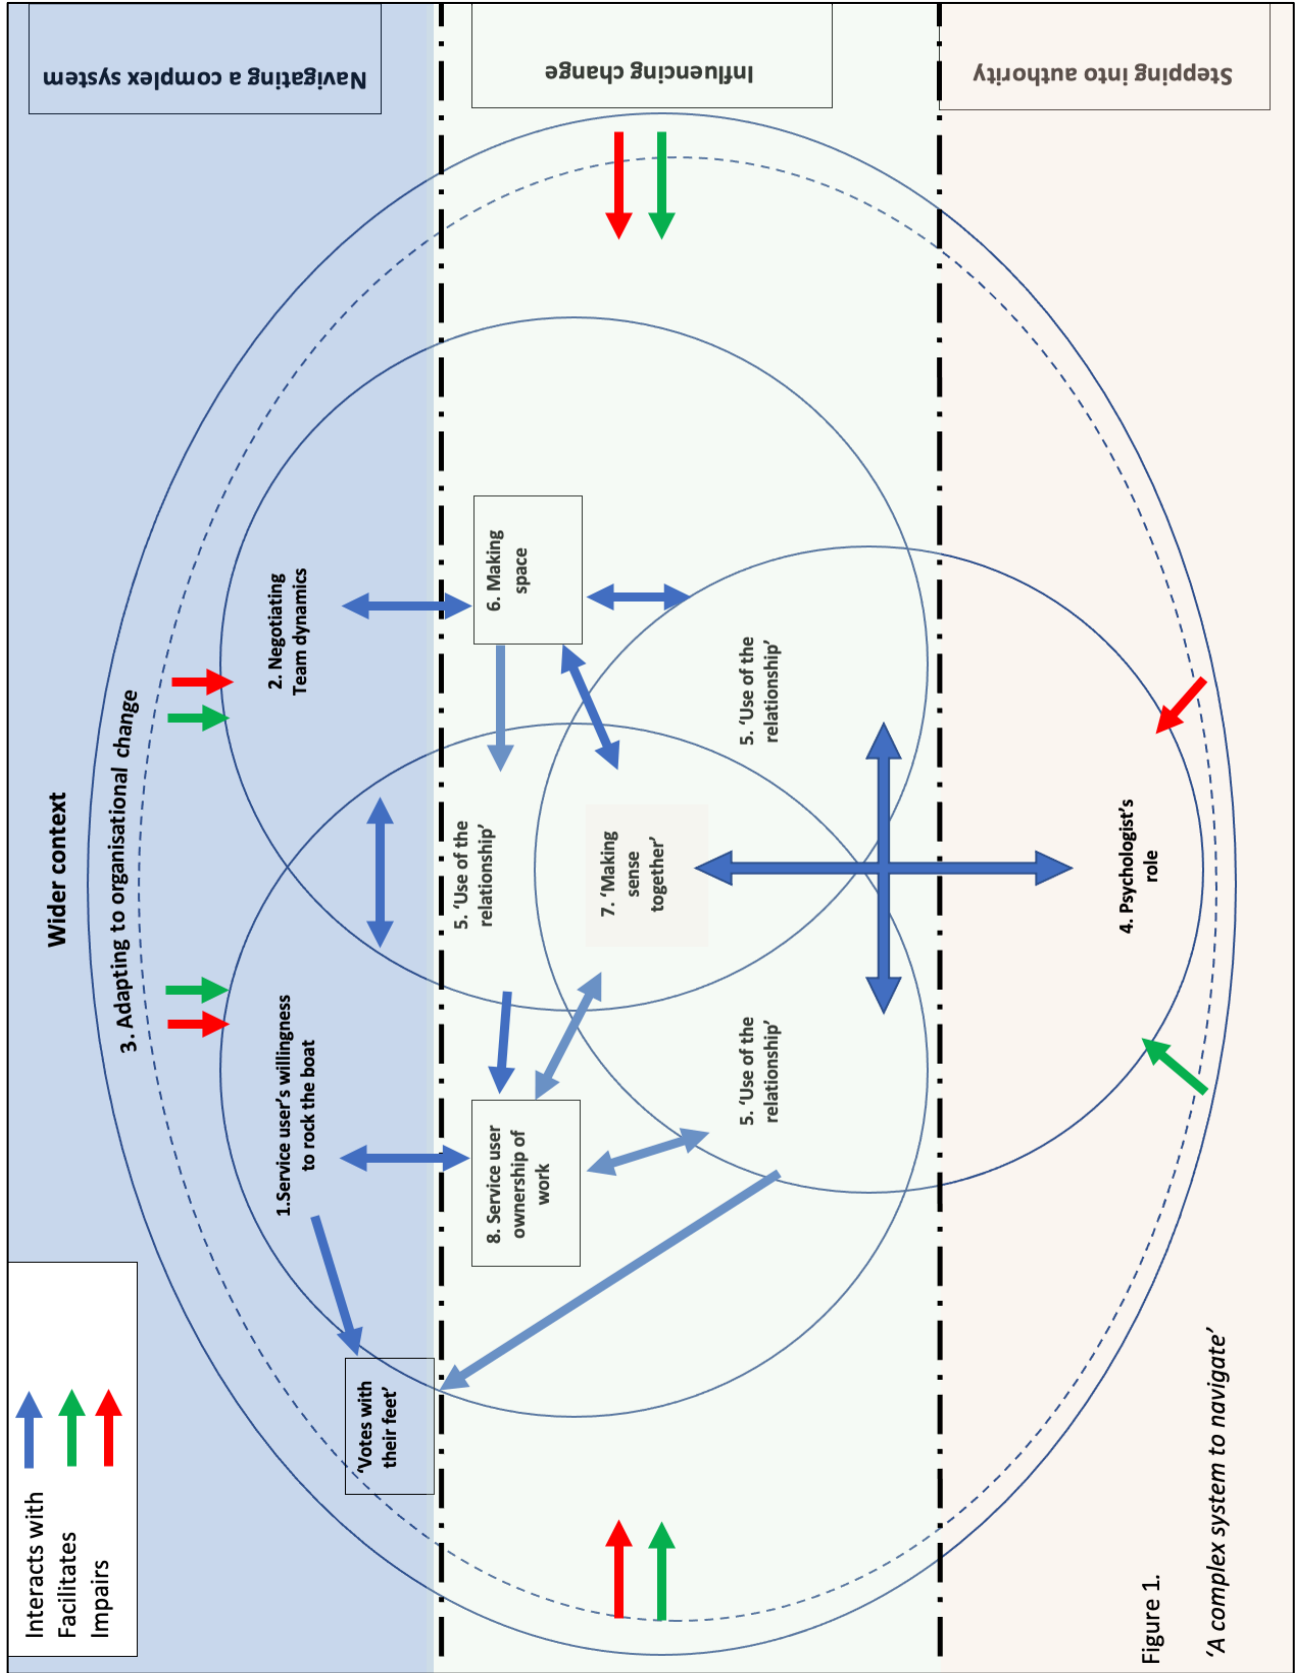 Interacts with
Facilitates
Impairs
Wider context
3. Adapting to organisational change
Navigating a complex system
1.Service user's willingness
to rock the boat
2. Negotiating
Team dynamics
'Votes with
their feet'
Influencing change
8. Service user
ownership of
work
5. 'Use of the
relationship'
6. Making
space
7. 'Making
sense
together'
5. 'Use of the
relationship'
5. 'Use of the
relationship'
Stepping into authority
4. Psychologist's
role
Figure 1.
'A complex system to navigate'